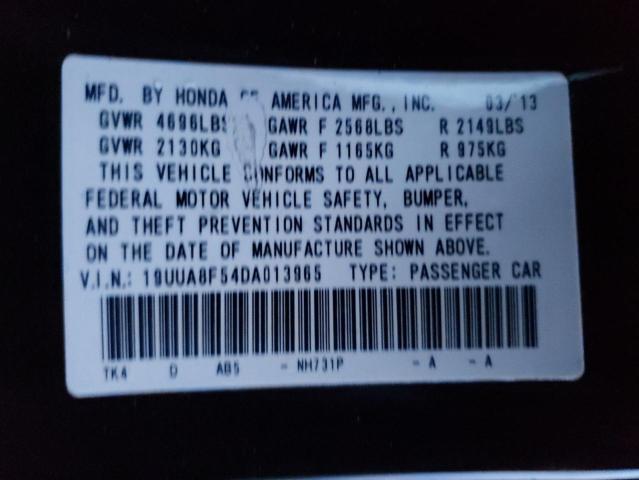 MFD. BY HONDA OF AMERICA MFG., INC. 03/13
GVWR 4696LBS GAWR F 2568LBS R 2149LBS
GVWR 2130KG GAWR F 1165KG R 975KG
THIS VEHICLE CONFORMS TO ALL APPLICABLE
FEDERAL MOTOR VEHICLE SAFETY, BUMPER,
AND THEFT PREVENTION STANDARDS IN EFFECT
ON THE DATE OF MANUFACTURE SHOWN ABOVE.
V.I.N.: 19UUA8F54DA013965 TYPE: PASSENGER CAR
TK4 D AB5 - NH731P - A - A